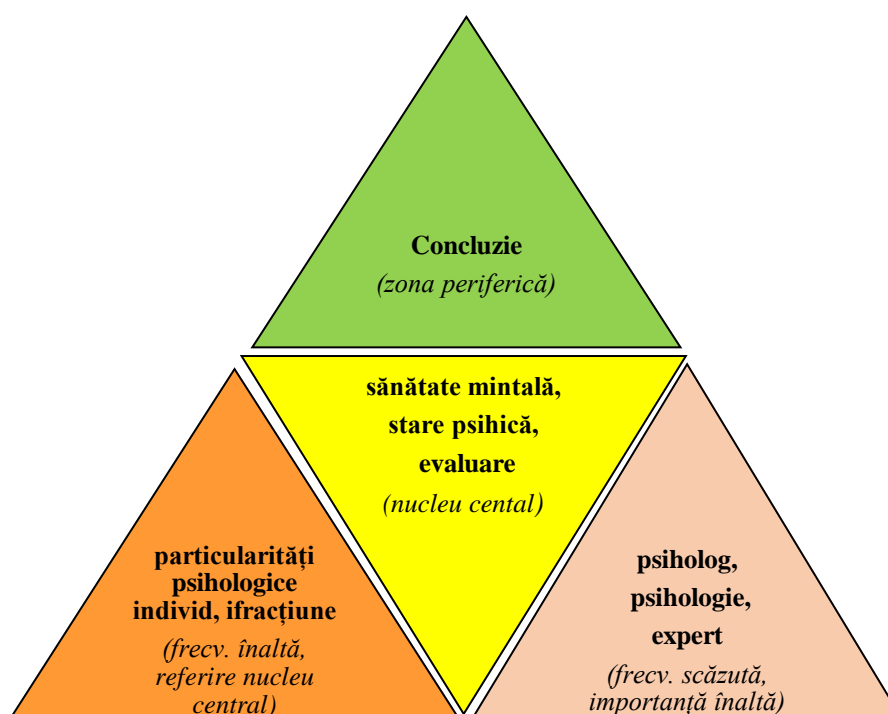 Concluzie
(zona periferică)
sănătate mintală,
stare psihică,
evaluare
(nucleu cental)
particularități
psihologice
individ, ifracțiune
(frecv. înaltă,
referire nucleu
central)
psiholog,
psihologie,
expert
(frecv. scăzută,
importanță înaltă)